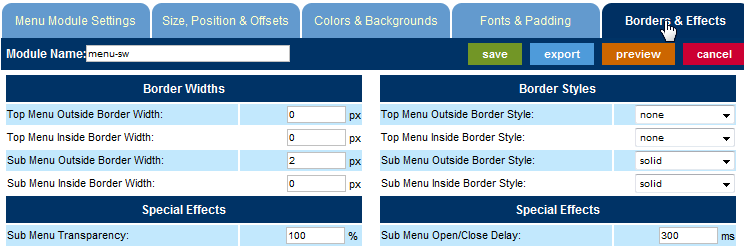 Menu Module Settings Size, Position & Offsets Colors & Backgrounds Fonts & Padding Borders & Effects
Module Name: menu-sw save export preview cancel
Border Widths Border Styles
Top Menu Outside Border Width: 0 px Top Menu Outside Border Style: none
Top Menu Inside Border Width: 0 px Top Menu Inside Border Style: none
Sub Menu Outside Border Width: 2 px Sub Menu Outside Border Style: solid
Sub Menu Inside Border Width: 0 px Sub Menu Inside Border Style: solid
Special Effects Special Effects
Sub Menu Transparency: 100 % Sub Menu Open/Close Delay: 300 ms